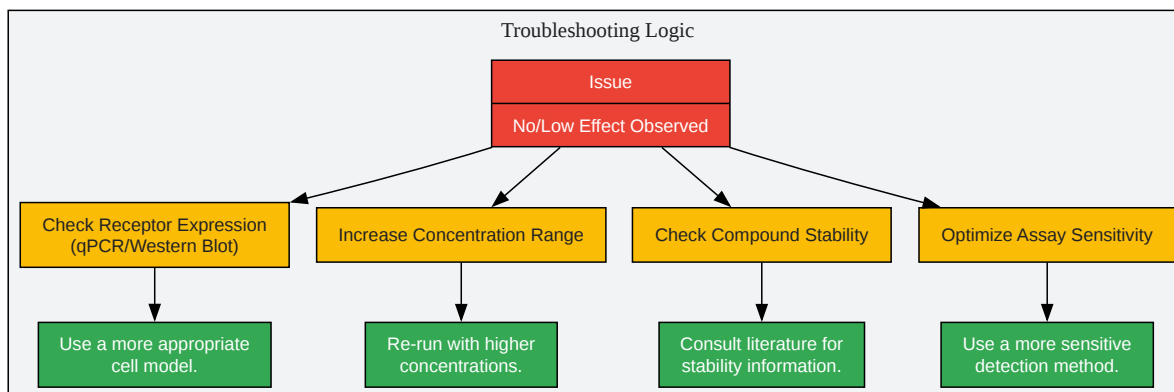 Troubleshooting Logic
Issue
No/Low Effect Observed
Check Receptor Expression
(qPCR/Western Blot)
Increase Concentration Range
Check Compound Stability
Optimize Assay Sensitivity
Use a more appropriate
cell model.
Re-run with higher
concentrations.
Consult literature for
stability information.
Use a more sensitive
detection method.